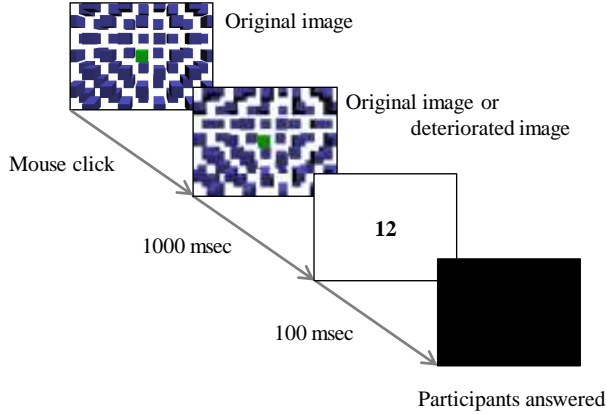 Original image
Original image or
deteriorated image
Mouse click
12
1000 msec
100 msec
Participants answered